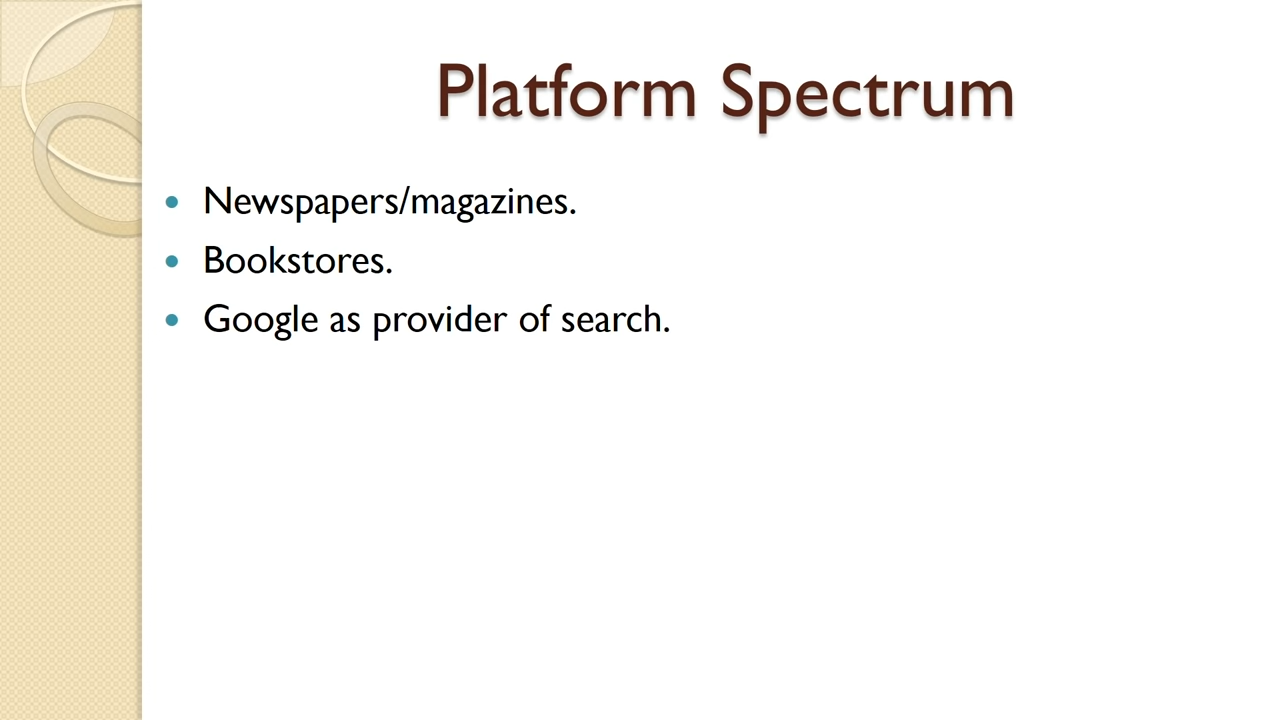 Platform Spectrum
• Newspapers/magazines.
• Bookstores.
• Google as provider of search.